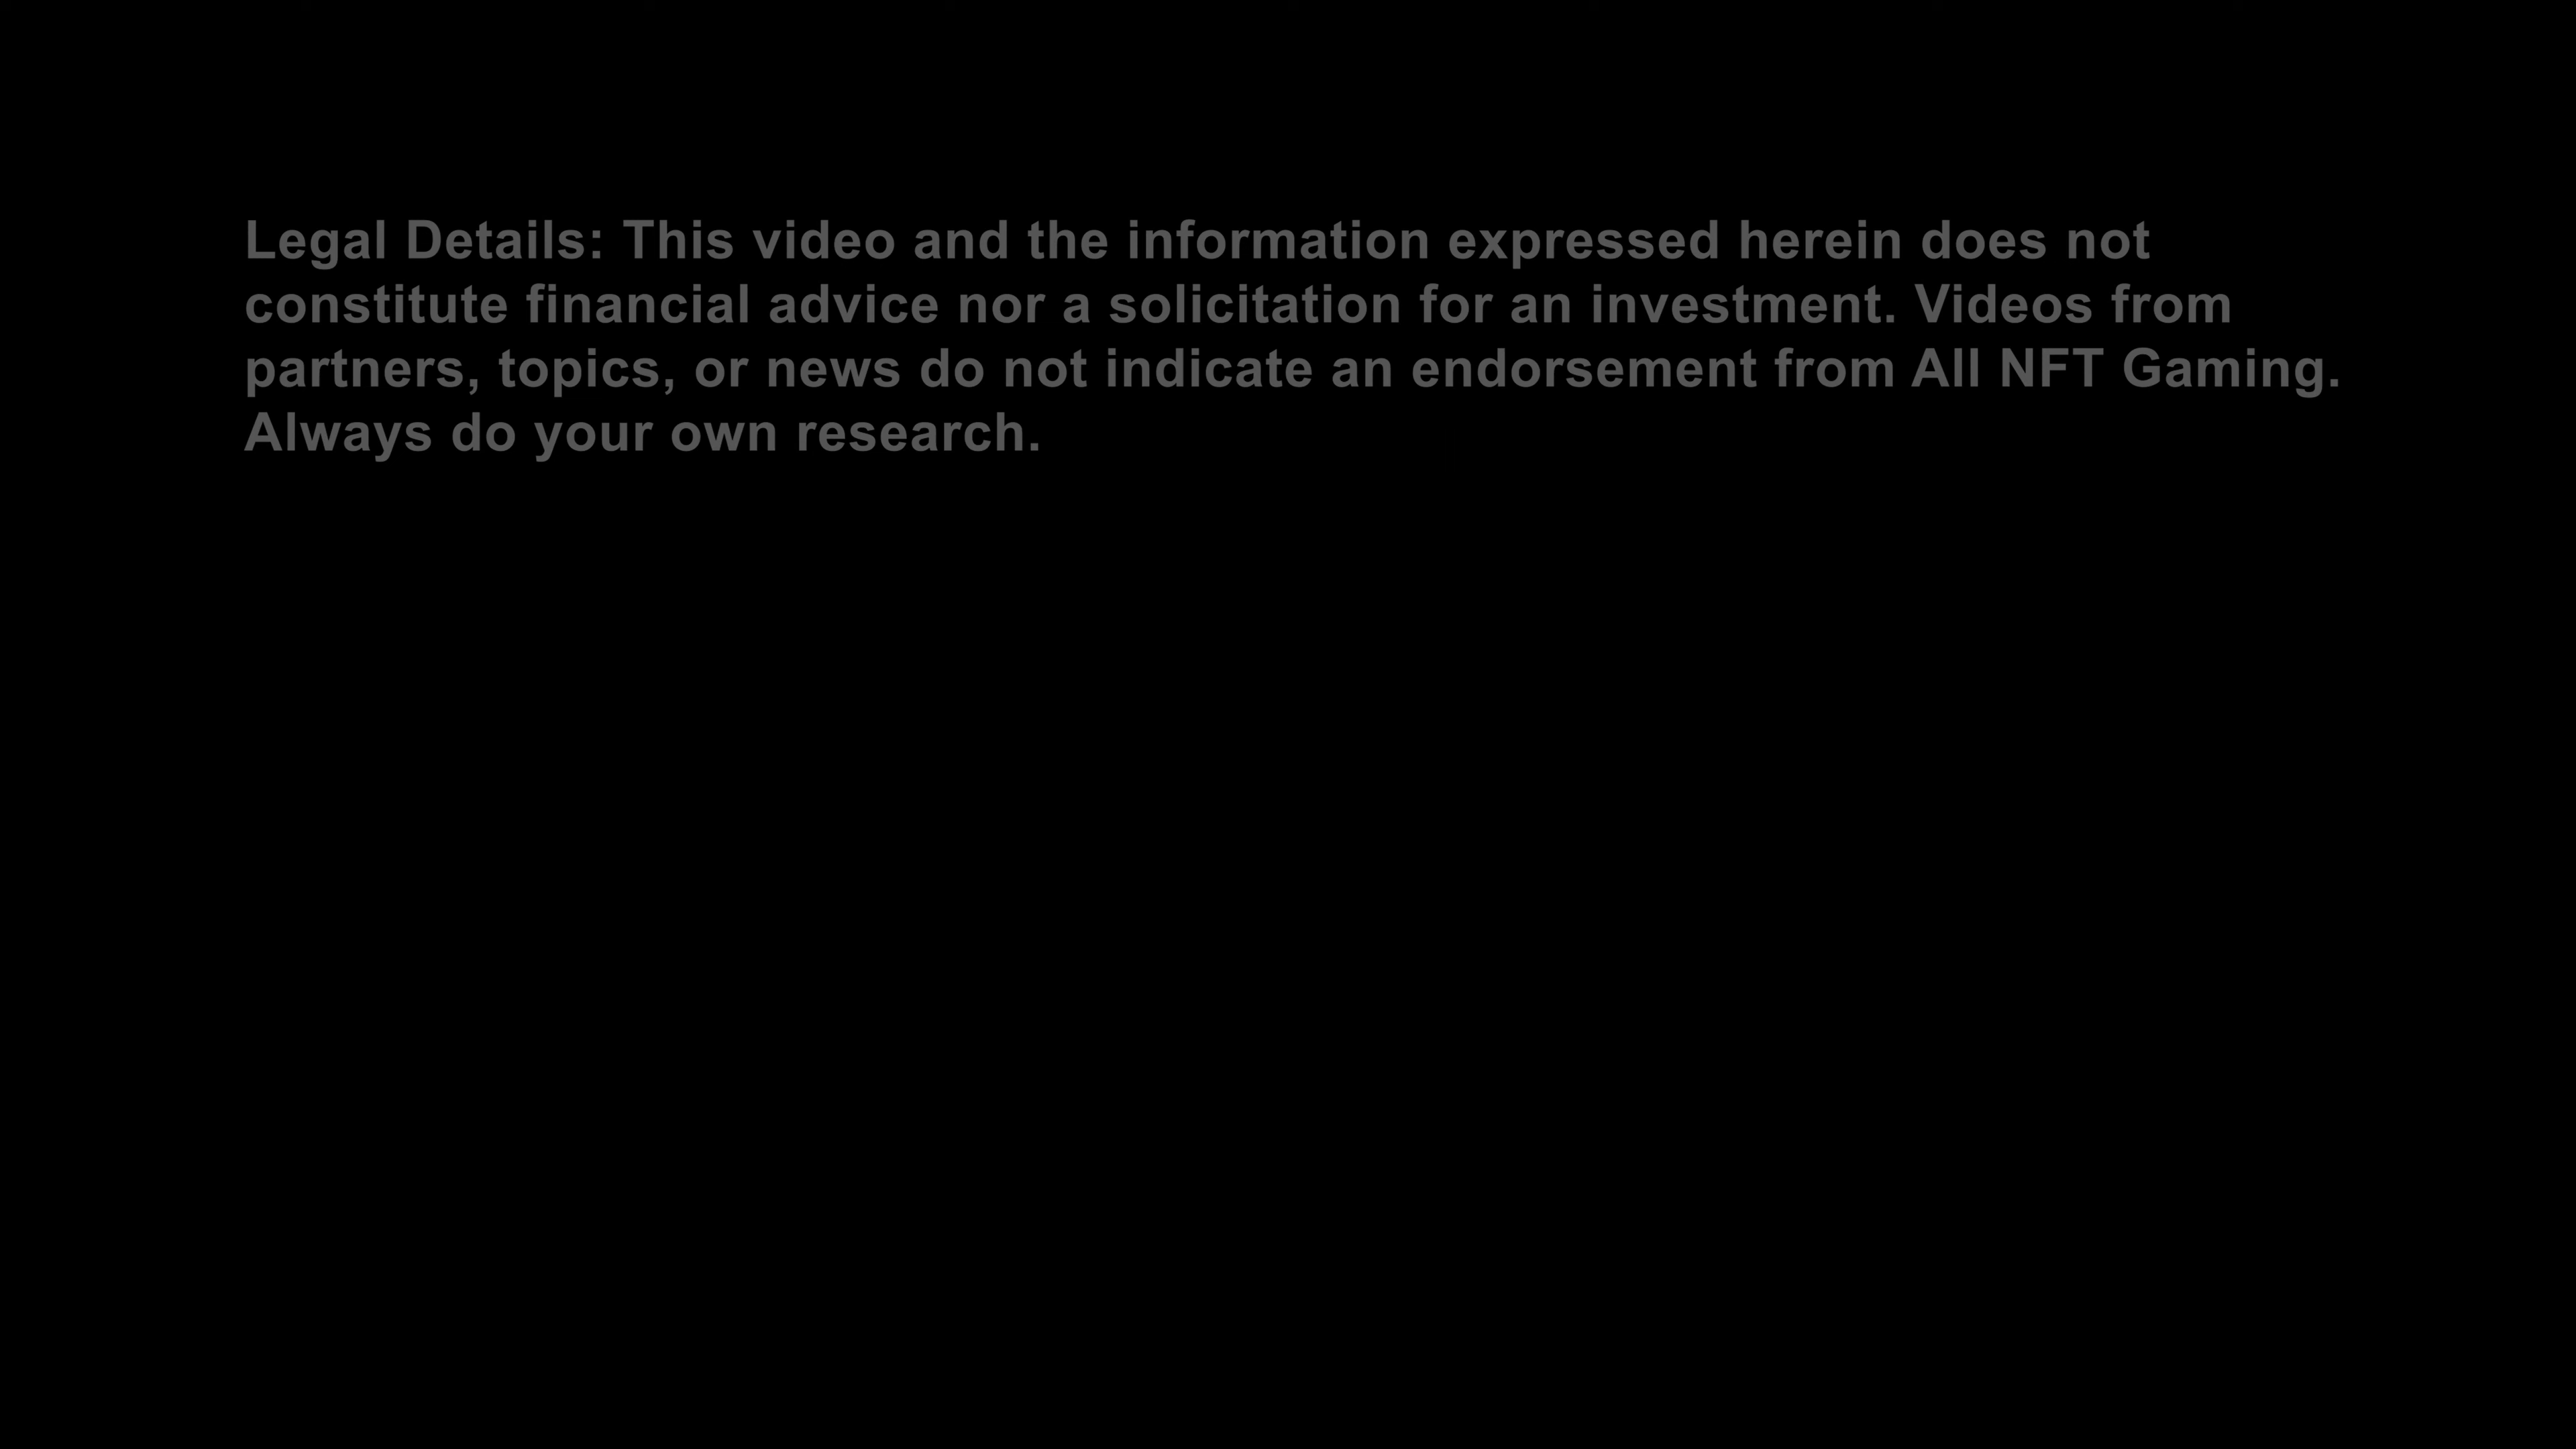 Legal Details: This video and the information expressed herein does not
constitute financial advice nor a solicitation for an investment. Videos from
partners, topics, or news do not indicate an endorsement from All NFT Gaming.
Always do your own research.